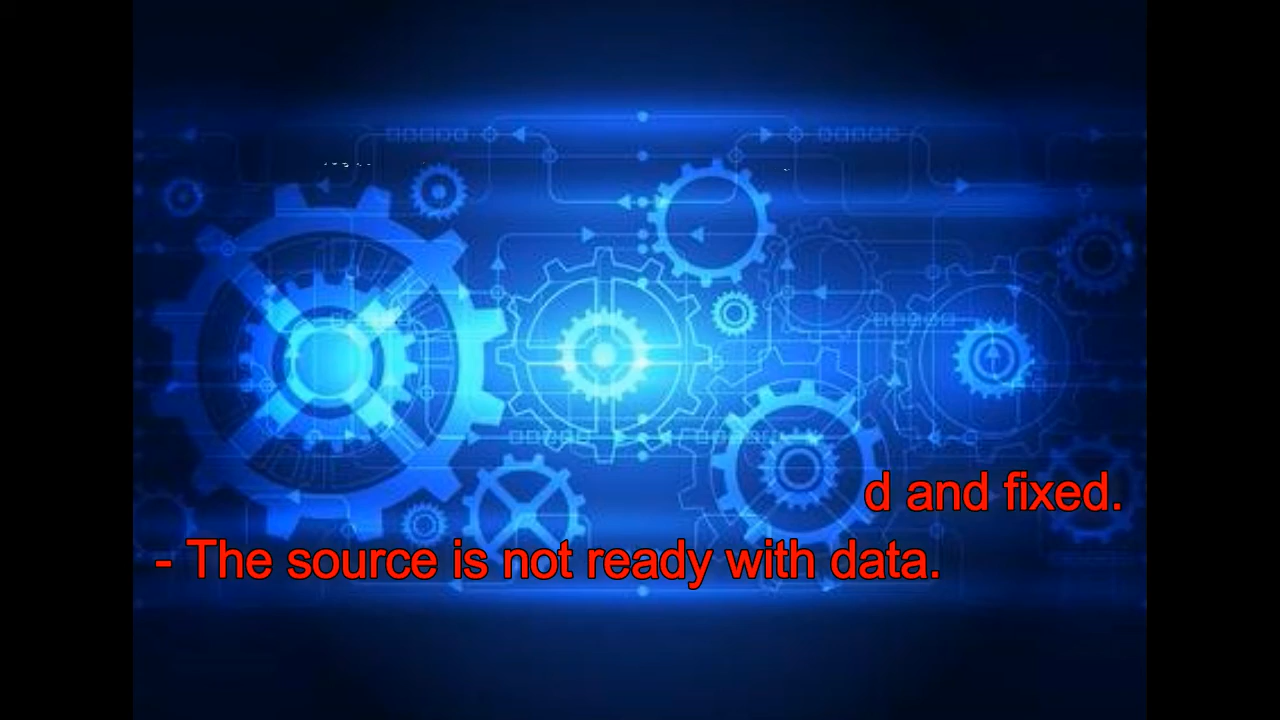 d and fixed.
- The source is not ready with data.